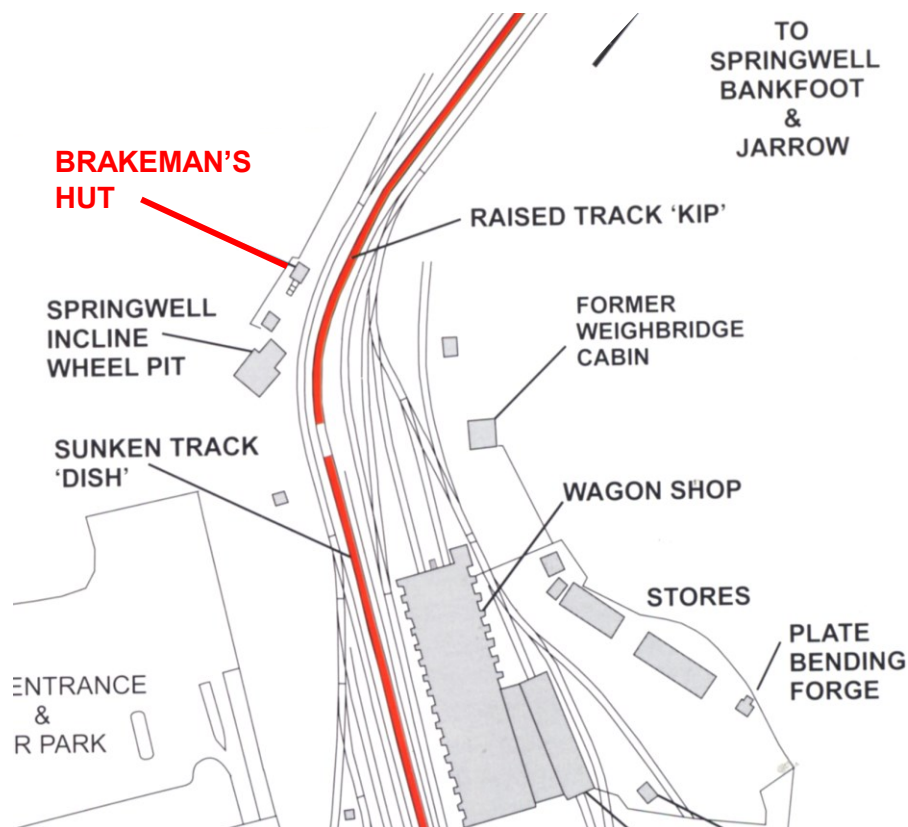 TO
SPRINGWELL
BANKFOOT
&
JARROW
BRAKEMAN’S
HUT
RAISED TRACK ‘KIP’
SPRINGWELL
INCLINE
WHEEL PIT
FORMER
WEIGHBRIDGE
CABIN
SUNKEN TRACK
‘DISH’
WAGON SHOP
STORES
PLATE
BENDING
FORGE
ENTRANCE
&
R PARK